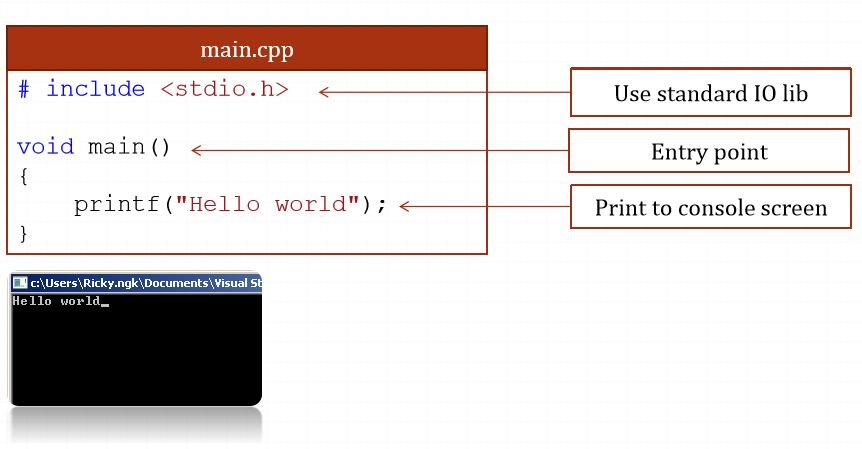 main.cpp
# include <stdio.h>
Use standard IO lib
void main()
Entry point
{
printf("Hello world");
Print to console screen
}
c:\Users\Ricky.ngk\Documents\Visual St
Hello world_